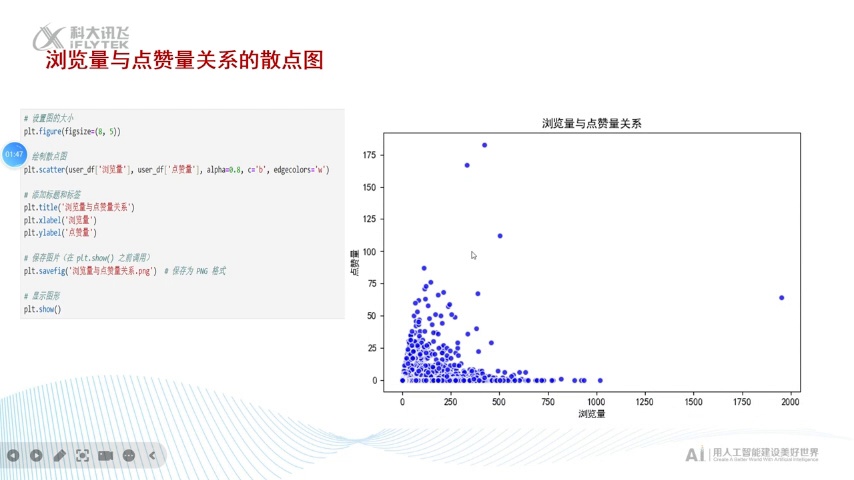 科大讯飞
iFLYTEK
浏览量与点赞量关系的散点图
# 设置图的大小
plt.figure(figsize=(8, 5))
01:47
绘制散点图
plt.scatter(user_df['浏览量'], user_df['点赞量'], alpha=0.8, c='b', edgecolors='w')
# 添加标题和标签
plt.title('浏览量与点赞量关系')
plt.xlabel('浏览量')
plt.ylabel('点赞量')
# 保存图片（在 plt.show() 之前调用）
plt.savefig('浏览量与点赞量关系.png')  # 保存为 PNG 格式
# 显示图形
plt.show()
浏览量与点赞量关系
175
150
125
100
75
50
25
0
点赞量
0 250 500 750 1000 1250 1500 1750 2000
浏览量
AI 用人工智能建设美好世界
Create A Better World With Artificial Intelligence